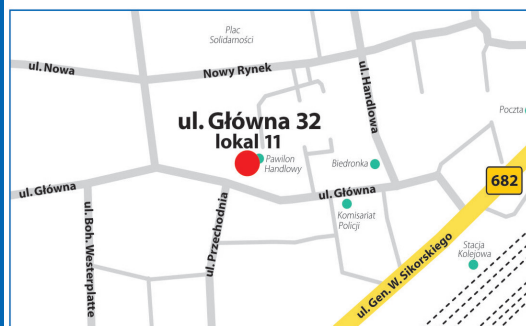 Plac
Solidarności
ul. Nowa
Nowy Rynek
ul. Handlowa
ul. Główna 32
lokal 11
Pawilon
Handlowy
Biedronka
Poczta
682
ul. Główna
ul. Główna
Komisariat
Policji
ul. Boh. Westerplatte
ul. Przechodnia
ul. Gen. W. Sikorskiego
Stacja
Kolejowa